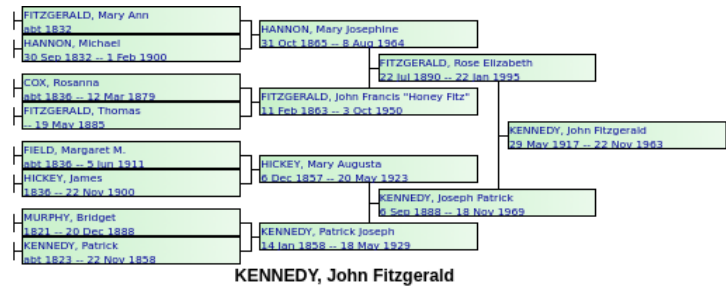 FITZGERALD, Mary Ann
abt 1832
HANNON, Michael
30 Sep 1832 -- 1 Feb 1900
COX, Rosanna
abt 1836 -- 12 Mar 1879
FITZGERALD, Thomas
-- 19 May 1885
FIELD, Margaret M.
abt 1836 -- 5 Jun 1911
HICKEY, James
1836 -- 22 Nov 1900
MURPHY, Bridget
1821 -- 20 Dec 1888
KENNEDY, Patrick
abt 1823 -- 22 Nov 1858
HANNON, Mary Josephine
31 Oct 1865 -- 8 Aug 1964
FITZGERALD, John Francis "Honey Fitz"
11 Feb 1863 -- 3 Oct 1950
HICKEY, Mary Augusta
6 Dec 1857 -- 20 May 1923
KENNEDY, Patrick Joseph
14 Jan 1858 -- 18 May 1929
FITZGERALD, Rose Elizabeth
22 Jul 1890 -- 22 Jan 1995
KENNEDY, Joseph Patrick
6 Sep 1888 -- 18 Nov 1969
KENNEDY, John Fitzgerald
29 May 1917 -- 22 Nov 1963
KENNEDY, John Fitzgerald